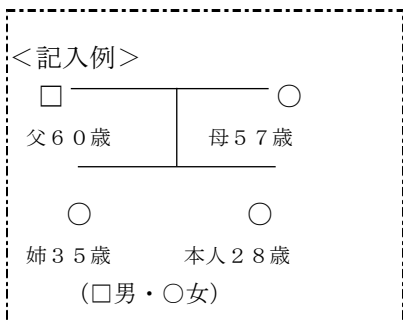 ＜記入例＞
□ ○
父６０歳 母５７歳
○ ○
姉３５歳 本人２８歳
（□男・○女）